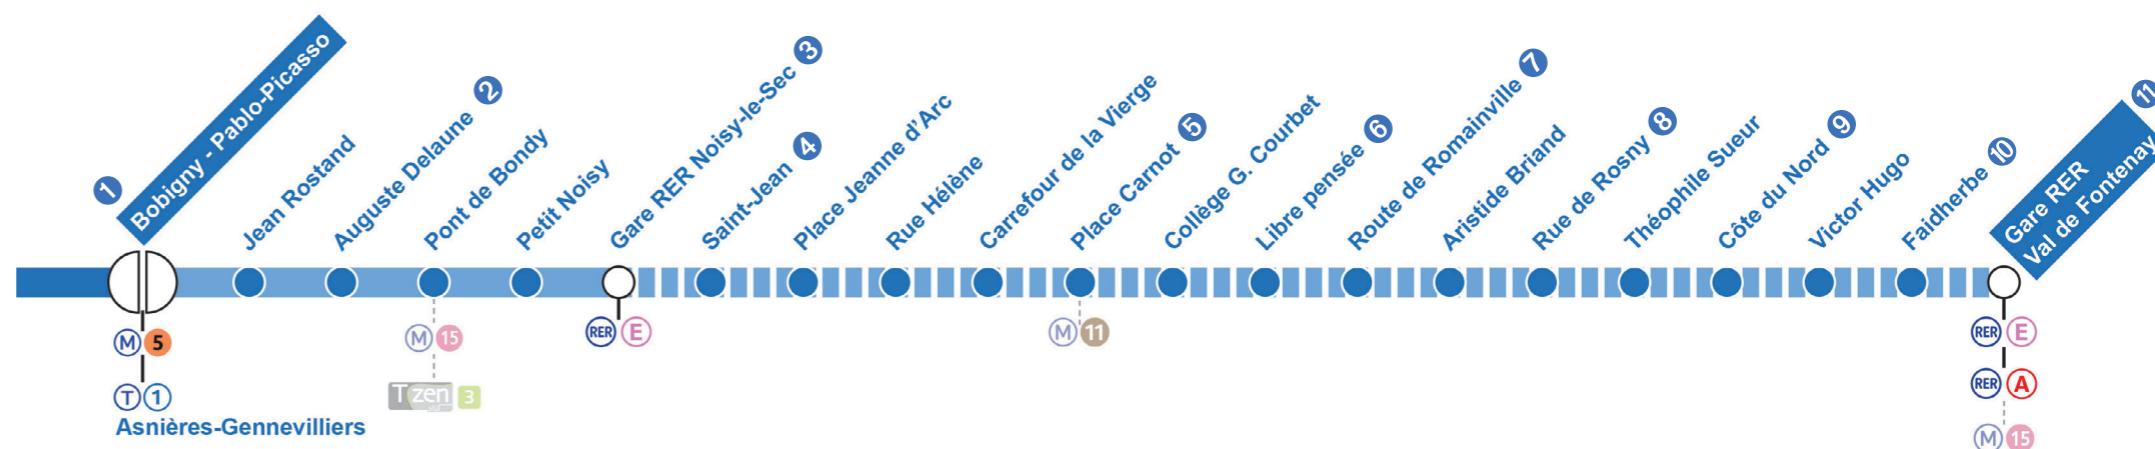 1
Bobigny - Pablo-Picasso
Jean Rostand
Auguste Delaune 2
Pont de Bondy
Petit Noisy
Gare RER Noisy-le-Sec 3
Saint-Jean 4
Place Jeanne d'Arc
Rue Hélène
Carrefour de la Vierge
Place Carnot 5
Collège G. Courbet
Libre pensée 6
Route de Romainville 7
Aristide Briand
Rue de Rosny 8
Théophile Sueur
Côte du Nord 9
Victor Hugo
Faidherbe 10
11
Gare RER
Val de Fontenay
M 5
T 1
Asnières-Gennevilliers
M 15
T zen 3
RER E
M 11
RER E
RER A
M 15